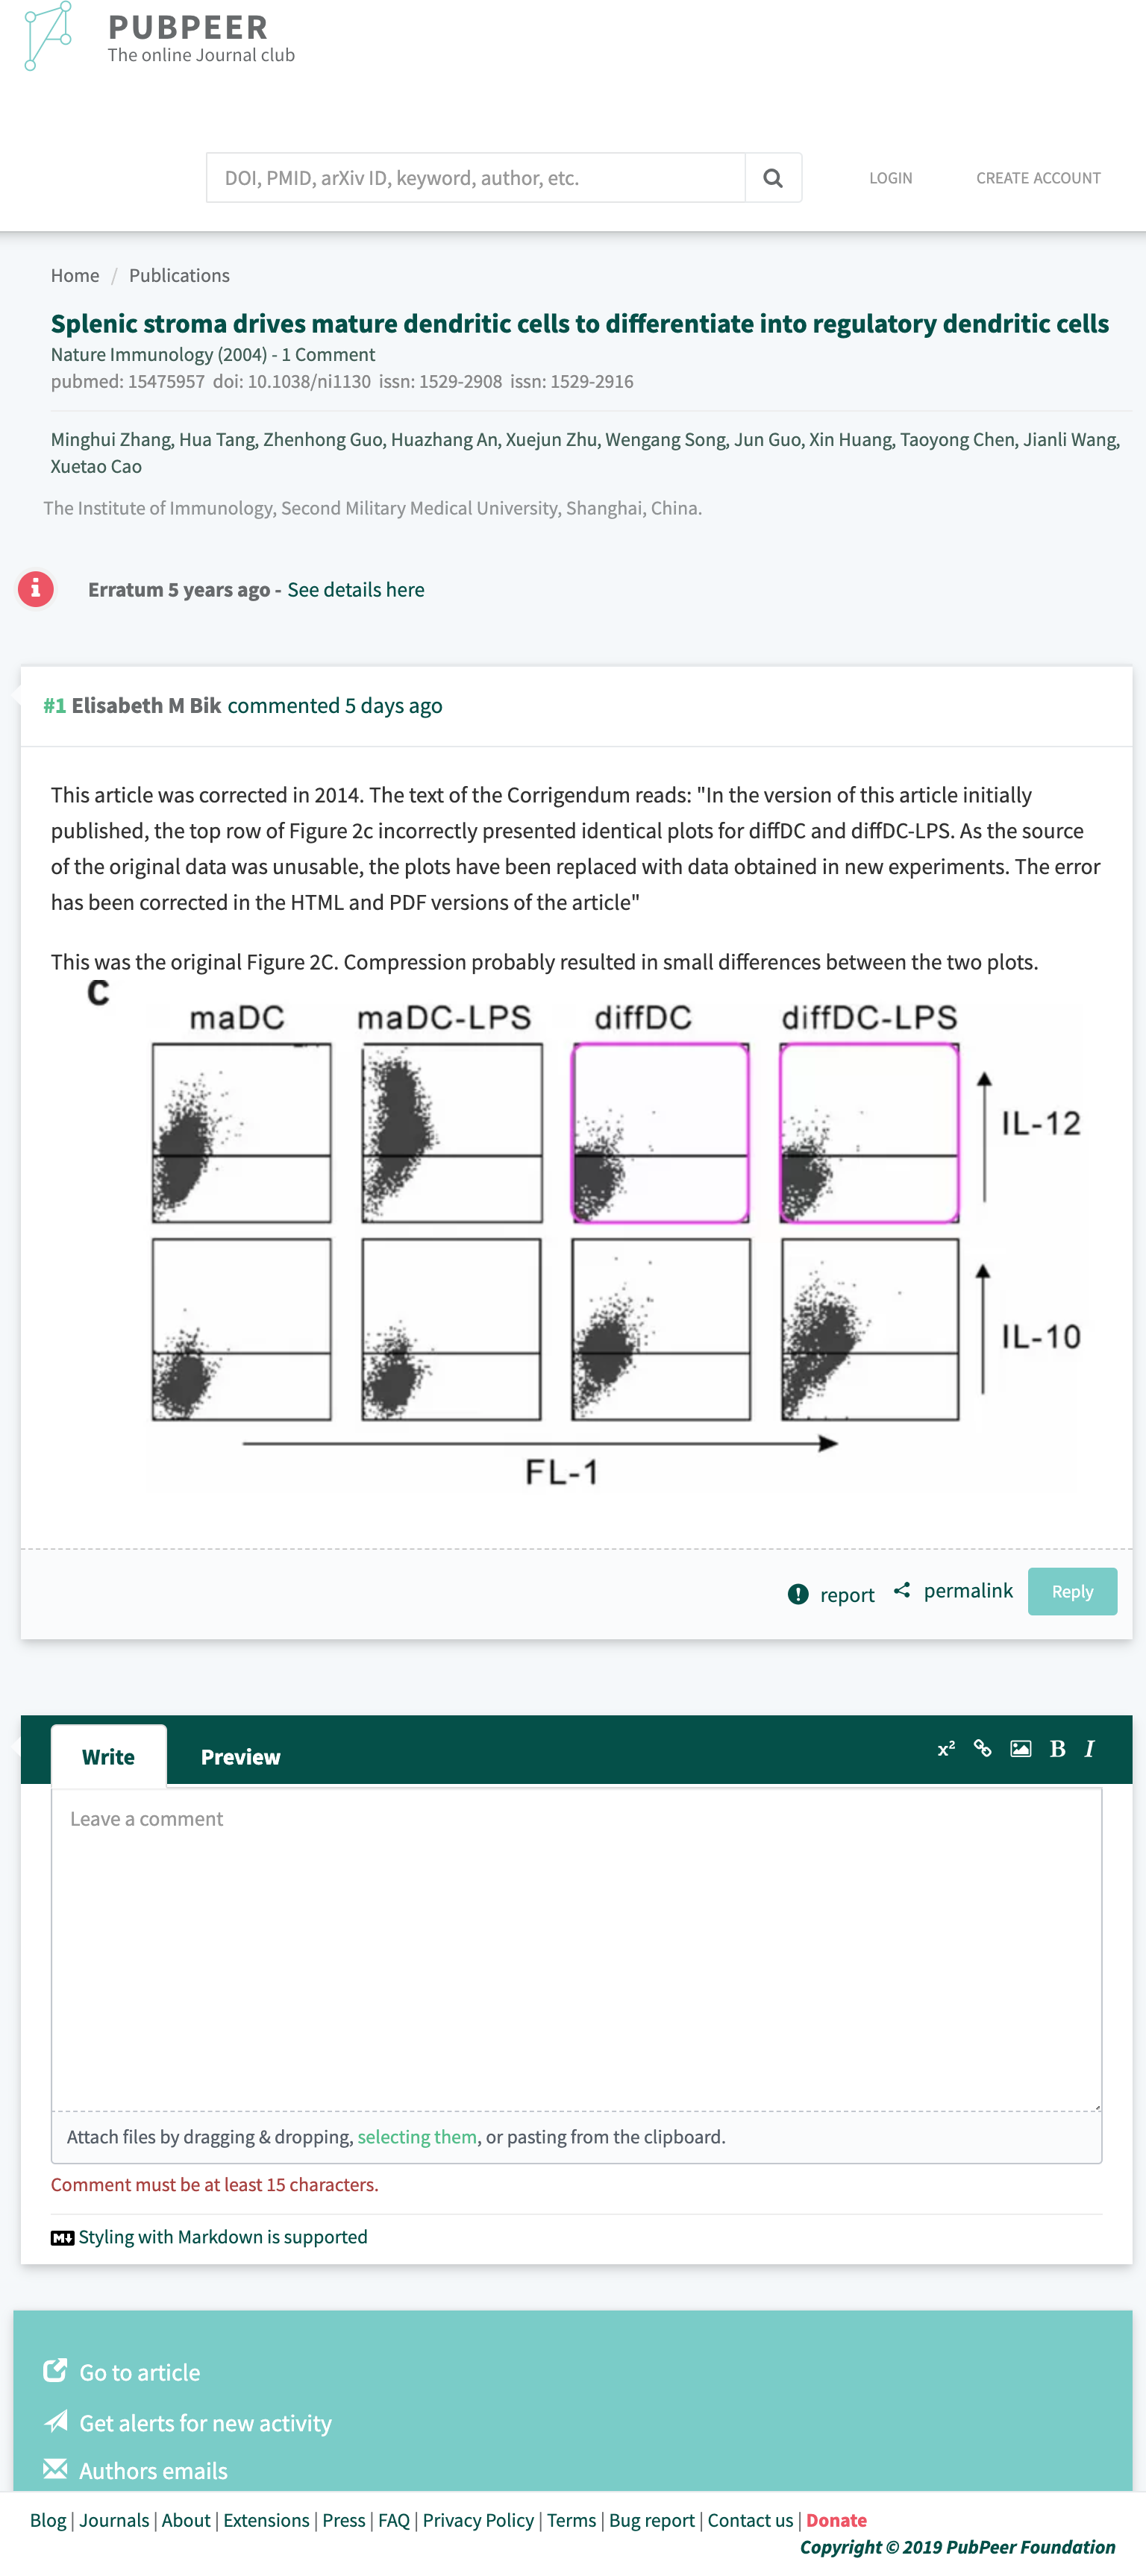 PUBPEER
The online Journal club
DOI, PMID, arXiv ID, keyword, author, etc.
LOGIN
CREATE ACCOUNT
Home / Publications
Splenic stroma drives mature dendritic cells to differentiate into regulatory dendritic cells
Nature Immunology (2004) - 1 Comment
pubmed: 15475957 doi: 10.1038/ni1130 issn: 1529-2908 issn: 1529-2916
Minghui Zhang, Hua Tang, Zhenhong Guo, Huazhang An, Xuejun Zhu, Wengang Song, Jun Guo, Xin Huang, Taoyong Chen, Jianli Wang,
Xuetao Cao
The Institute of Immunology, Second Military Medical University, Shanghai, China.
Erratum 5 years ago - See details here
#1 Elisabeth M Bik commented 5 days ago
This article was corrected in 2014. The text of the Corrigendum reads: "In the version of this article initially
published, the top row of Figure 2c incorrectly presented identical plots for diffDC and diffDC-LPS. As the source
of the original data was unusable, the plots have been replaced with data obtained in new experiments. The error
has been corrected in the HTML and PDF versions of the article"
This was the original Figure 2C. Compression probably resulted in small differences between the two plots.
C
maDC maDC-LPS diffDC diffDC-LPS
IL-12
IL-10
FL-1
report permalink Reply
Write Preview x² B I
Leave a comment
Attach files by dragging & dropping, selecting them, or pasting from the clipboard.
Comment must be at least 15 characters.
M Styling with Markdown is supported
Go to article
Get alerts for new activity
Authors emails
Blog | Journals | About | Extensions | Press | FAQ | Privacy Policy | Terms | Bug report | Contact us | Donate
Copyright © 2019 PubPeer Foundation